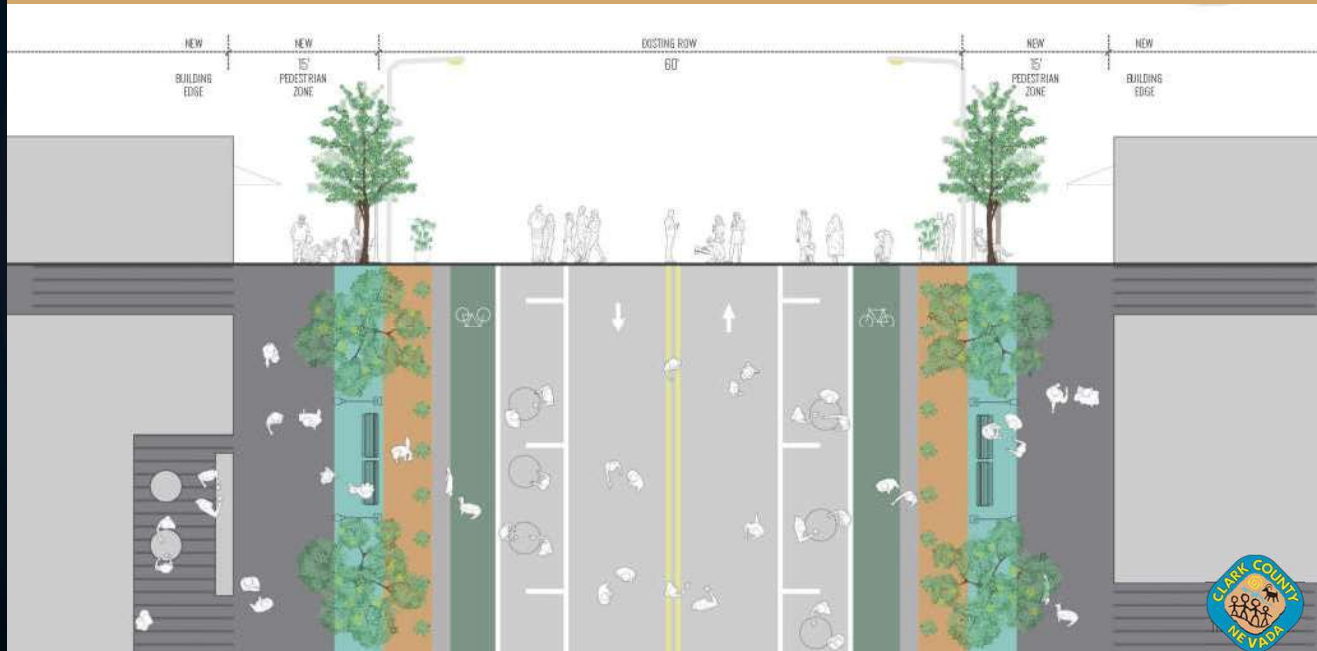 NEW
BUILDING
EDGE
NEW
15'
PEDESTRIAN
ZONE
EXISTING ROW
60'
NEW
15'
PEDESTRIAN
ZONE
NEW
BUILDING
EDGE
CLARK COUNTY
NEVADA